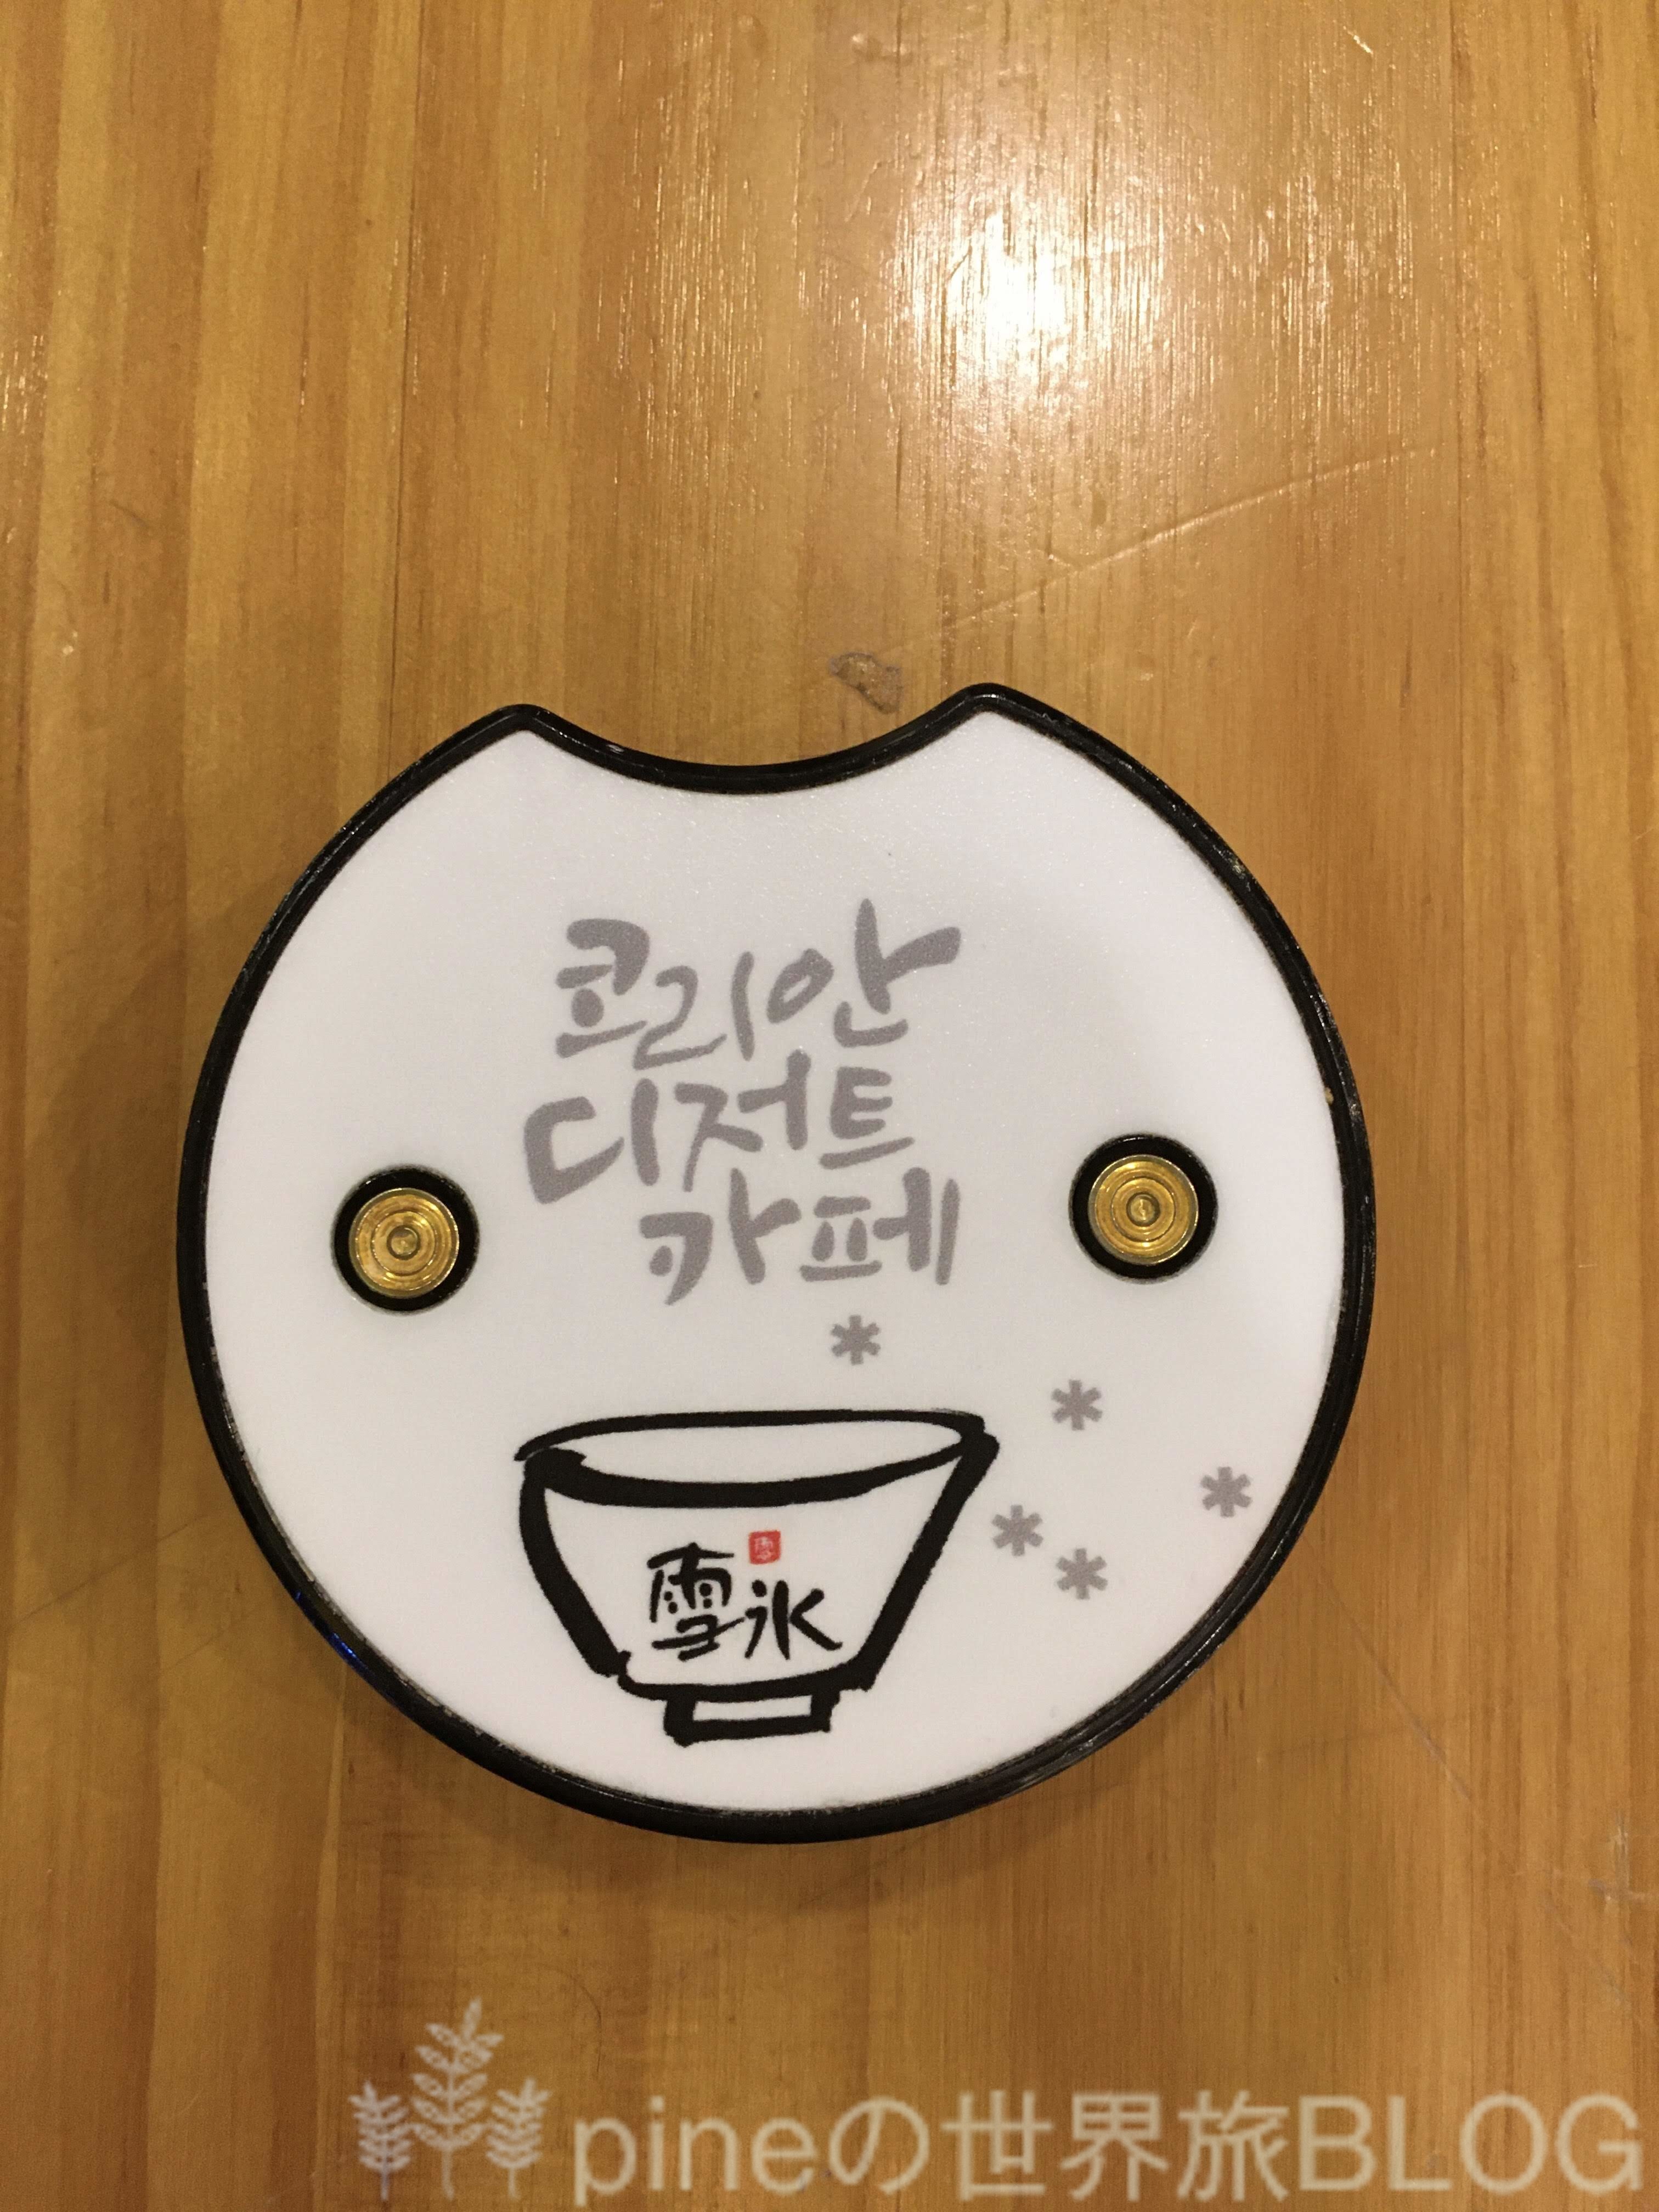 코리안
디저트
카페
雪
雪氷
pineの世界旅BLOG